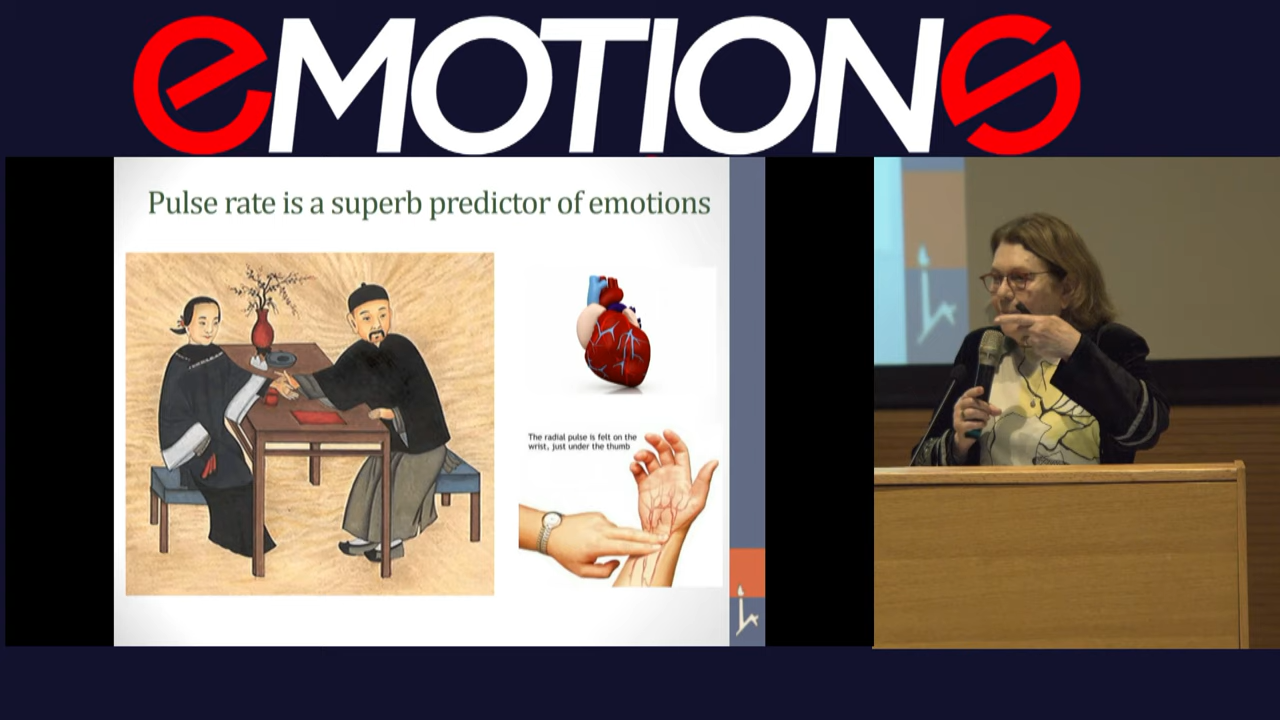 eMOTIONS
Pulse rate is a superb predictor of emotions
The radial pulse is felt on the
wrist, just under the thumb